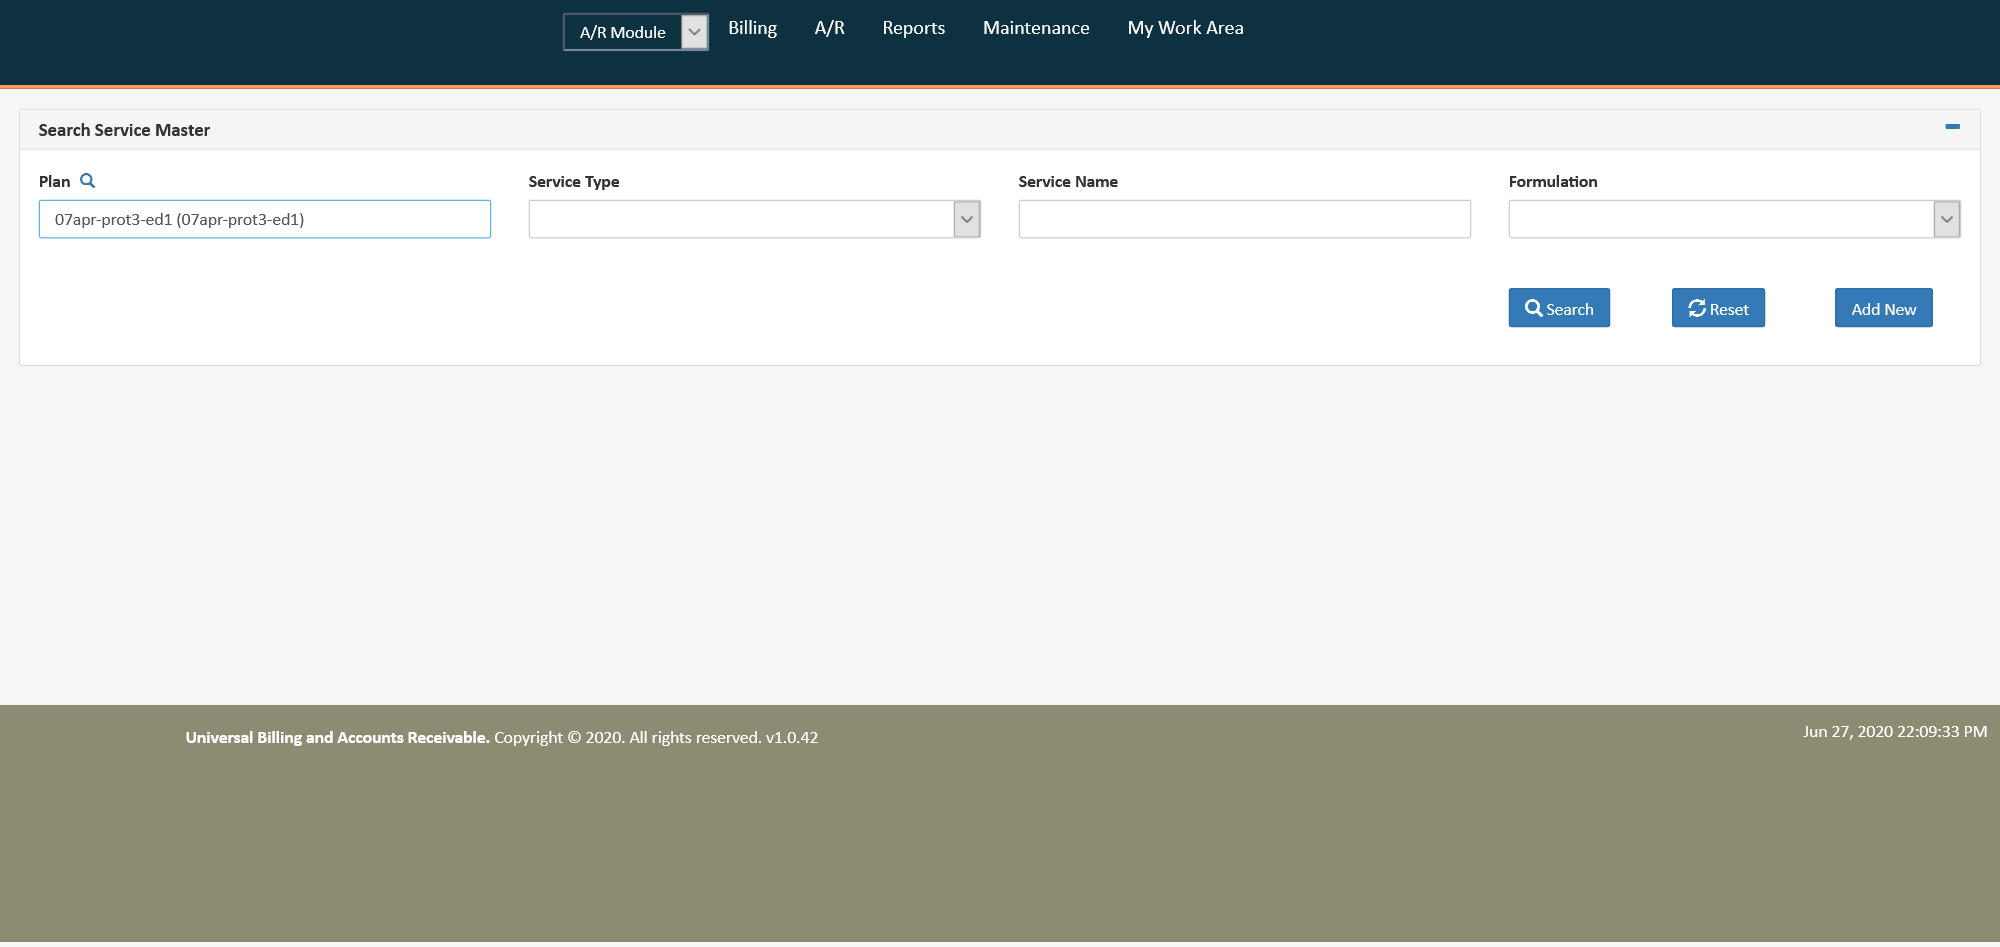 A/R Module Billing A/R Reports Maintenance My Work Area
Search Service Master
Plan Service Type Service Name Formulation
07apr-prot3-ed1 (07apr-prot3-ed1)
Search Reset Add New
Universal Billing and Accounts Receivable. Copyright © 2020. All rights reserved. v1.0.42
Jun 27, 2020 22:09:33 PM